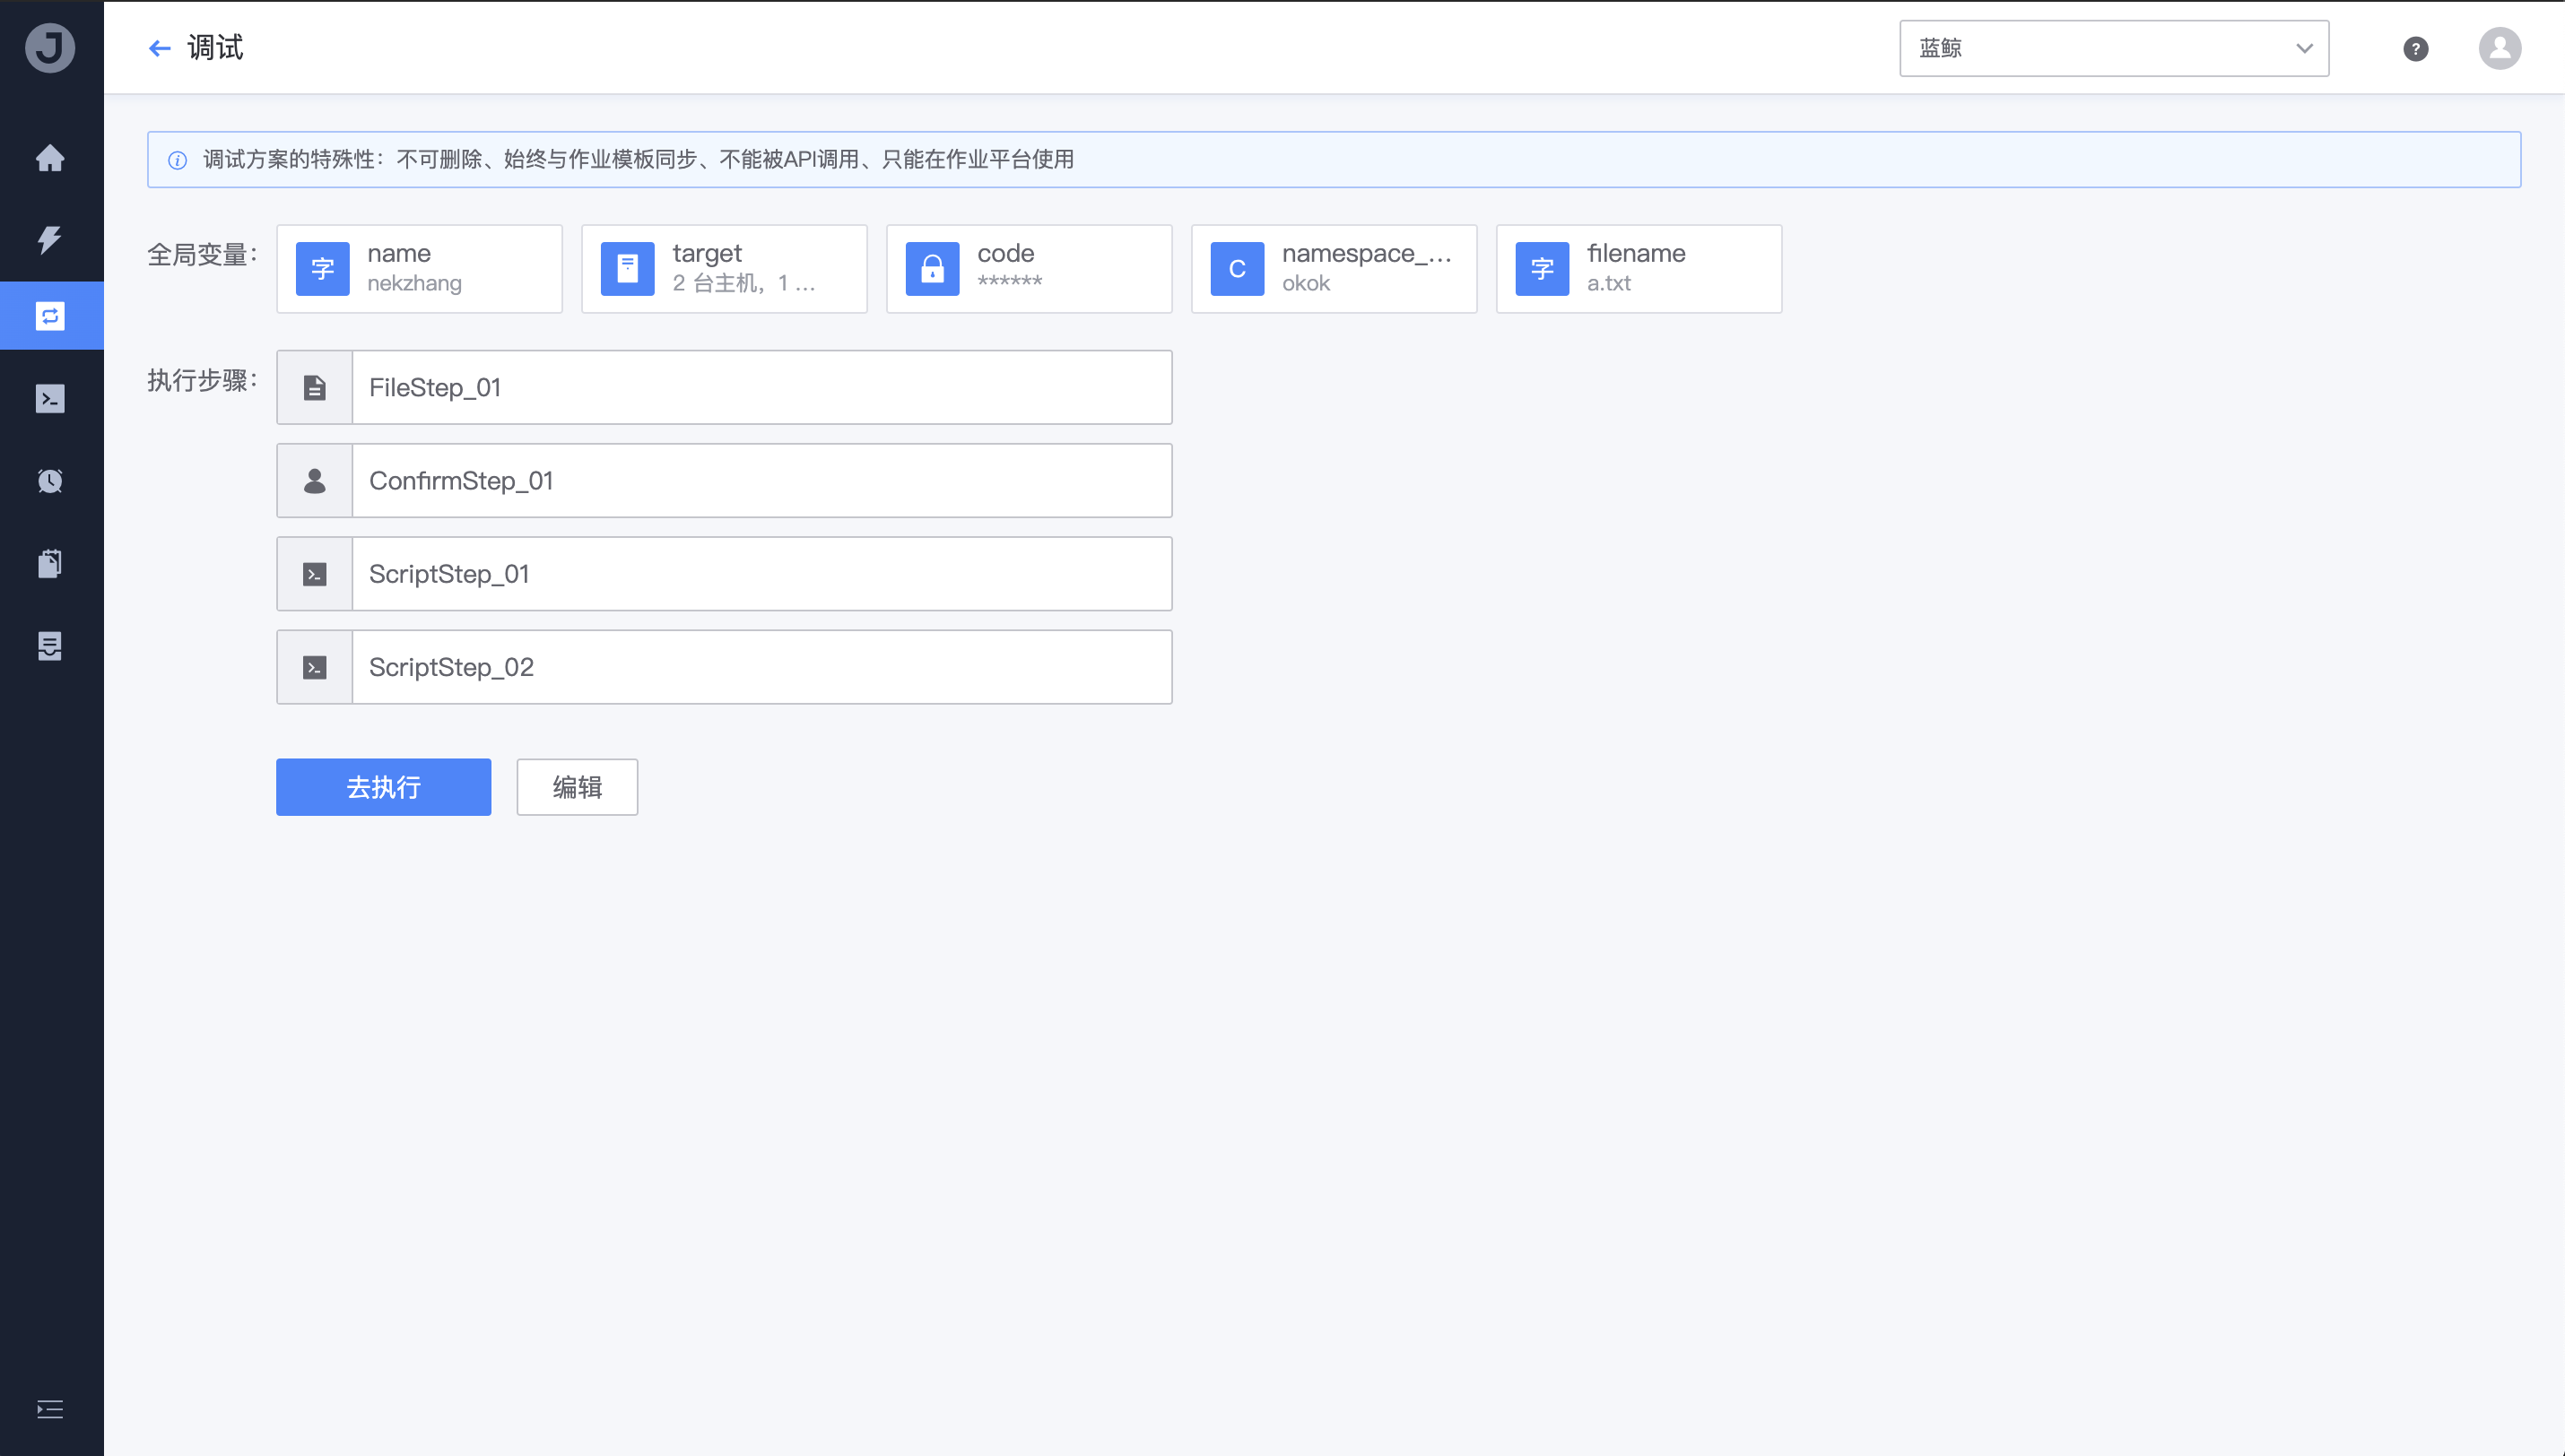 J
调试
蓝鲸
?
调试方案的特殊性：不可删除、始终与作业模板同步、不能被API调用、只能在作业平台使用
全局变量：
字
name
nekzhang
target
2 台主机，1 ...
code
******
C
namespace_...
okok
字
filename
a.txt
执行步骤：
FileStep_01
ConfirmStep_01
ScriptStep_01
ScriptStep_02
去执行
编辑